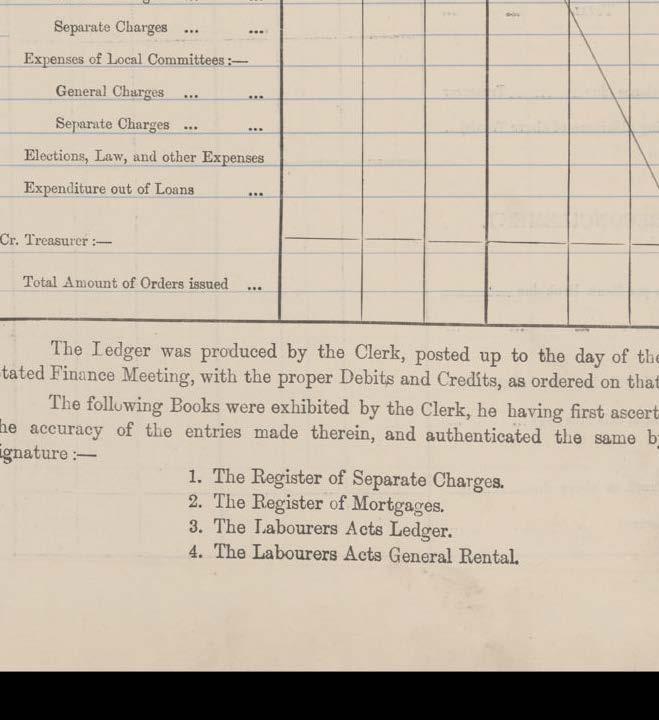 Separate Charges ... ...
Expenses of Local Committees :—
General Charges ... ...
Separate Charges ... ...
Elections, Law, and other Expenses
Expenditure out of Loans ...
Cr. Treasurer :—
Total Amount of Orders issued ...
The Ledger was produced by the Clerk, posted up to the day of the
tated Finance Meeting, with the proper Debits and Credits, as ordered on that
The following Books were exhibited by the Clerk, he having first ascert
he accuracy of the entries made therein, and authenticated the same by
ignature :—
1. The Register of Separate Charges.
2. The Register of Mortgages.
3. The Labourers Acts Ledger.
4. The Labourers Acts General Rental.